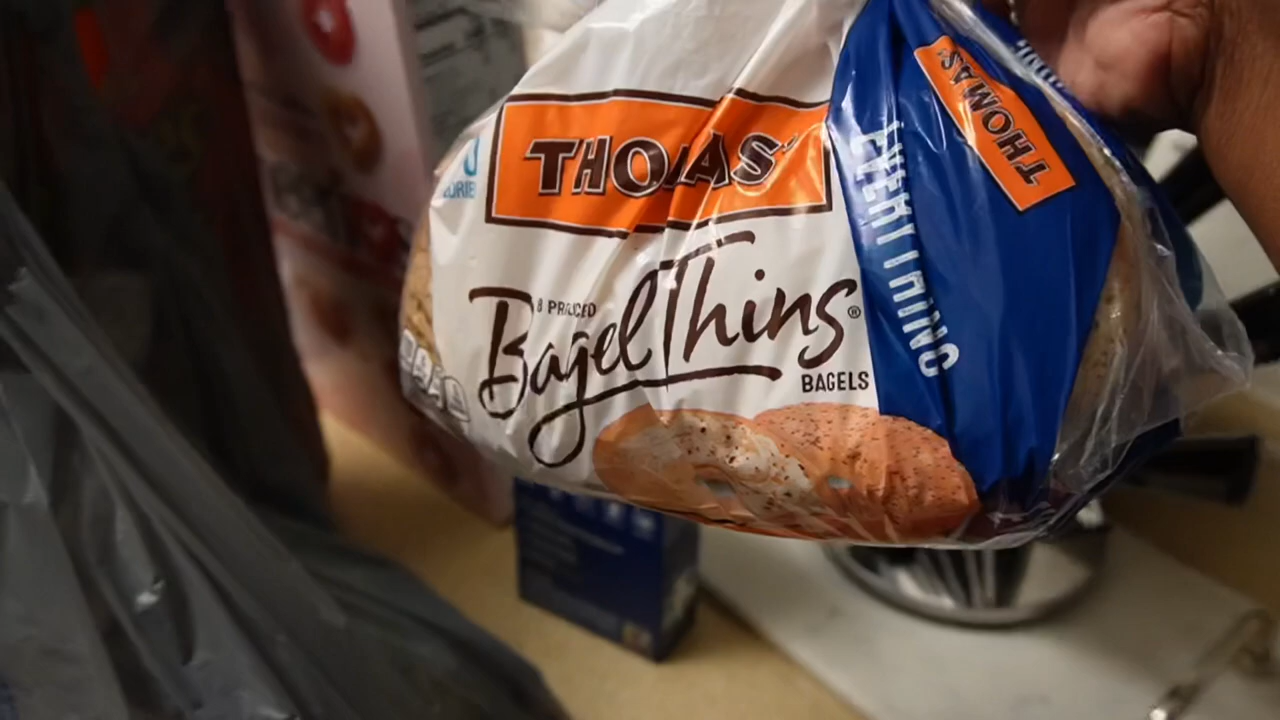 THOMAS'
8 PRESLICED
Bagel Thins®
BAGELS
EVERYTHING
THOMAS'